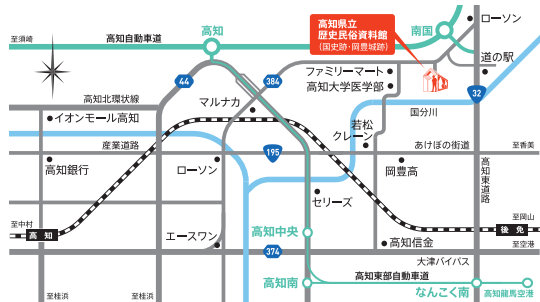 高知県立
歴史民俗資料館
(国史跡・岡豊城跡)
高知
南国
ローソン
至須崎
高知自動車道
道の駅
ファミリーマート
高知大学医学部
44
384
32
高知北環状線
マルナカ
国分川
イオンモール高知
若松
クレーン
産業道路
あけぼの街道
至香美
195
高知銀行
ローソン
岡豊高
高知東道路
セリーズ
至中村
高知
至岡山
後免
高知中央
エースワン
高知信金
至空港
374
大津バイパス
高知東部自動車道
高知南
なんこく南
高知龍馬空港
至桂浜
至桂浜